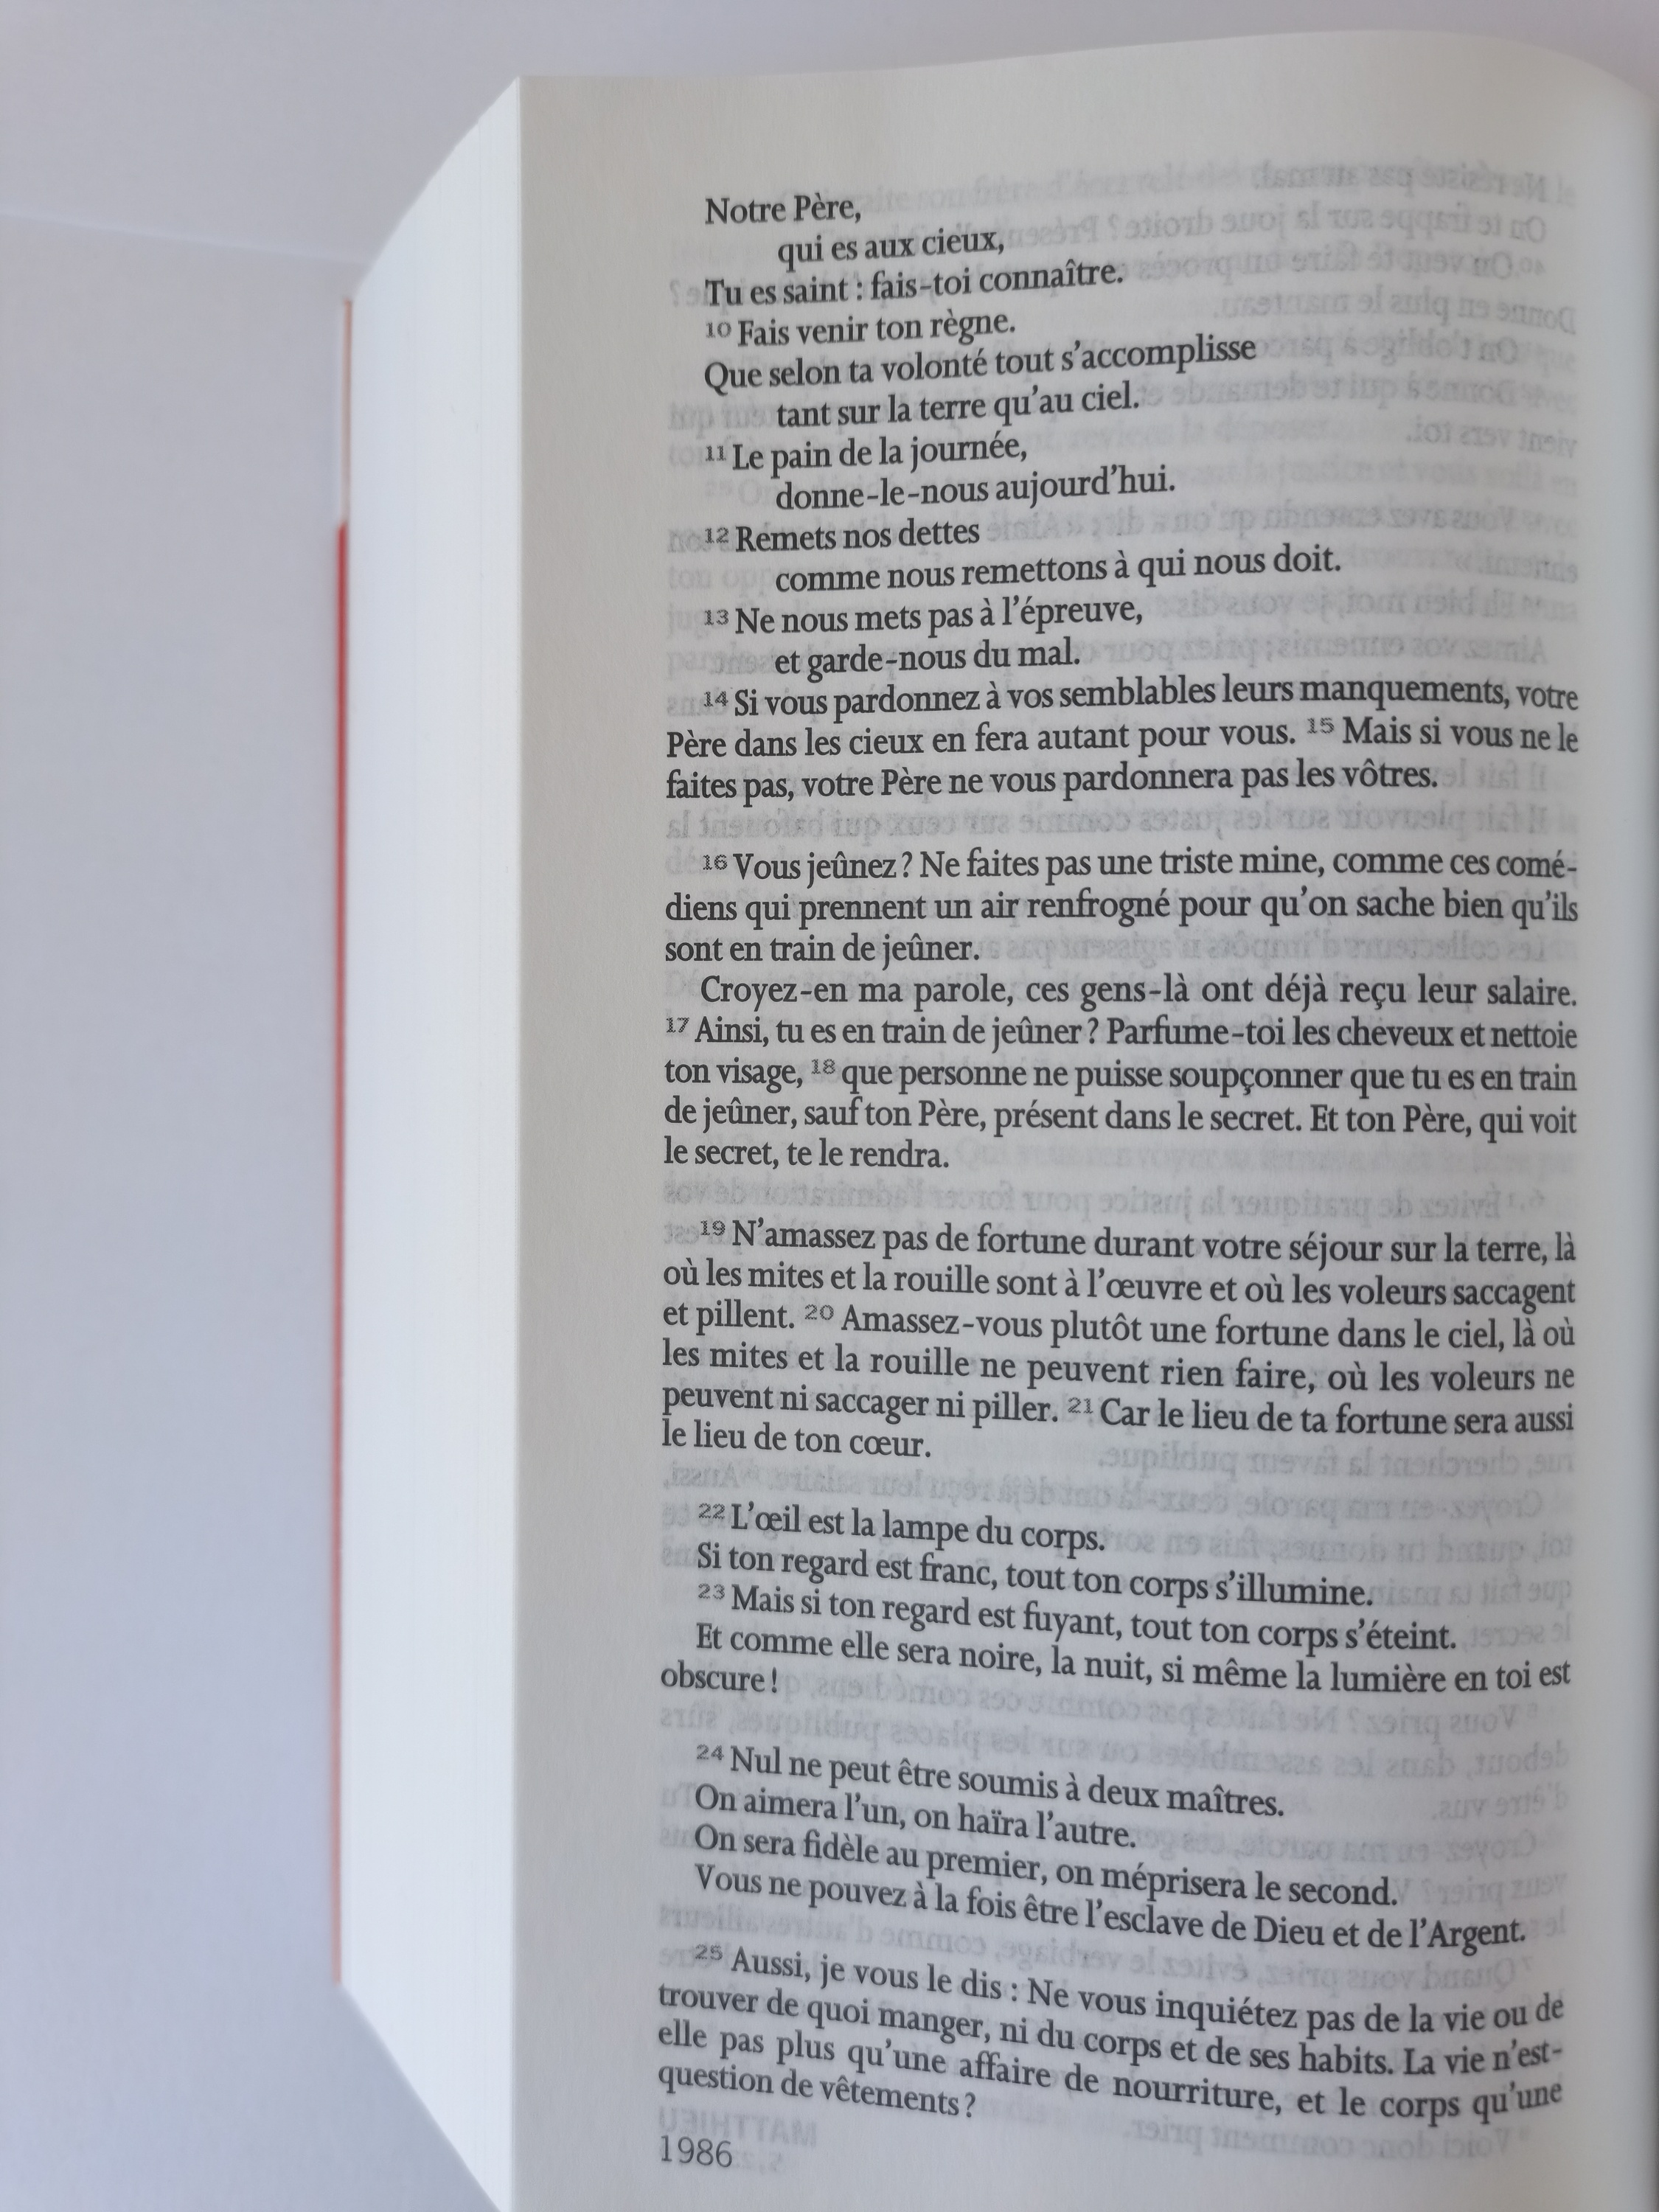 Notre Père,
qui es aux cieux,
Tu es saint : fais-toi connaître.
10 Fais venir ton règne.
Que selon ta volonté tout s’accomplisse
tant sur la terre qu’au ciel.
11 Le pain de la journée,
donne-le-nous aujourd’hui.
12 Remets nos dettes
comme nous remettons à qui nous doit.
13 Ne nous mets pas à l’épreuve,
et garde-nous du mal.
14 Si vous pardonnez à vos semblables leurs manquements, votre
Père dans les cieux en fera autant pour vous. 15 Mais si vous ne le
faites pas, votre Père ne vous pardonnera pas les vôtres.
16 Vous jeûnez ? Ne faites pas une triste mine, comme ces comé-
diens qui prennent un air renfrogné pour qu’on sache bien qu’ils
sont en train de jeûner.
Croyez-en ma parole, ces gens-là ont déjà reçu leur salaire.
17 Ainsi, tu es en train de jeûner ? Parfume-toi les cheveux et nettoie
ton visage, 18 que personne ne puisse soupçonner que tu es en train
de jeûner, sauf ton Père, présent dans le secret. Et ton Père, qui voit
le secret, te le rendra.
19 N’amassez pas de fortune durant votre séjour sur la terre, là
où les mites et la rouille sont à l’œuvre et où les voleurs saccagent
et pillent. 20 Amassez-vous plutôt une fortune dans le ciel, là où
les mites et la rouille ne peuvent rien faire, où les voleurs ne
peuvent ni saccager ni piller. 21 Car le lieu de ta fortune sera aussi
le lieu de ton cœur.
22 L’œil est la lampe du corps.
Si ton regard est franc, tout ton corps s’illumine.
23 Mais si ton regard est fuyant, tout ton corps s’éteint.
Et comme elle sera noire, la nuit, si même la lumière en toi est
obscure !
24 Nul ne peut être soumis à deux maîtres.
On aimera l’un, on haïra l’autre.
On sera fidèle au premier, on méprisera le second.
Vous ne pouvez à la fois être l’esclave de Dieu et de l’Argent.
25 Aussi, je vous le dis : Ne vous inquiétez pas de la vie ou de
trouver de quoi manger, ni du corps et de ses habits. La vie n’est-
elle pas plus qu’une affaire de nourriture, et le corps qu’une
question de vêtements ?
1986